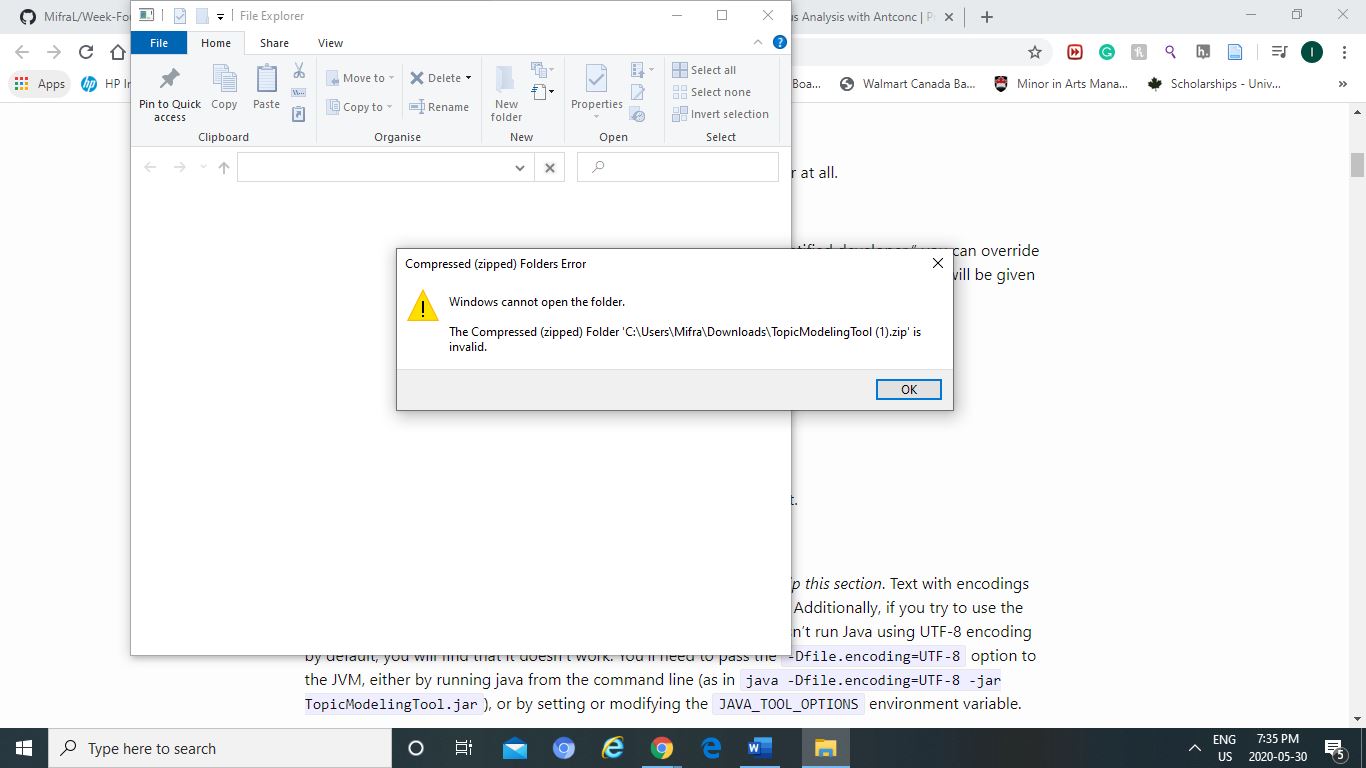 MifraL/Week-Fou
File Explorer
us Analysis with Antconc | P
File
Home
Share
View
Apps
HP In
Boa...
Walmart Canada Ba...
Minor in Arts Mana...
Scholarships - Univ...
»
Pin to Quick
access
Copy
Paste
Move to
Copy to
Delete
Rename
New
folder
Properties
Select all
Select none
Invert selection
Clipboard
Organise
New
Open
Select
r at all.
can override
will be given
Compressed (zipped) Folders Error
Windows cannot open the folder.
The Compressed (zipped) Folder 'C:\Users\Mifra\Downloads\TopicModelingTool (1).zip' is
invalid.
OK
t.
ip this section. Text with encodings
Additionally, if you try to use the
n't run Java using UTF-8 encoding
by default, you will find that it doesn't work. You'll need to pass the -Dfile.encoding=UTF-8 option to
the JVM, either by running java from the command line (as in java -Dfile.encoding=UTF-8 -jar
TopicModelingTool.jar ), or by setting or modifying the JAVA_TOOL_OPTIONS environment variable.
Type here to search
ENG
US
7:35 PM
2020-05-30
5